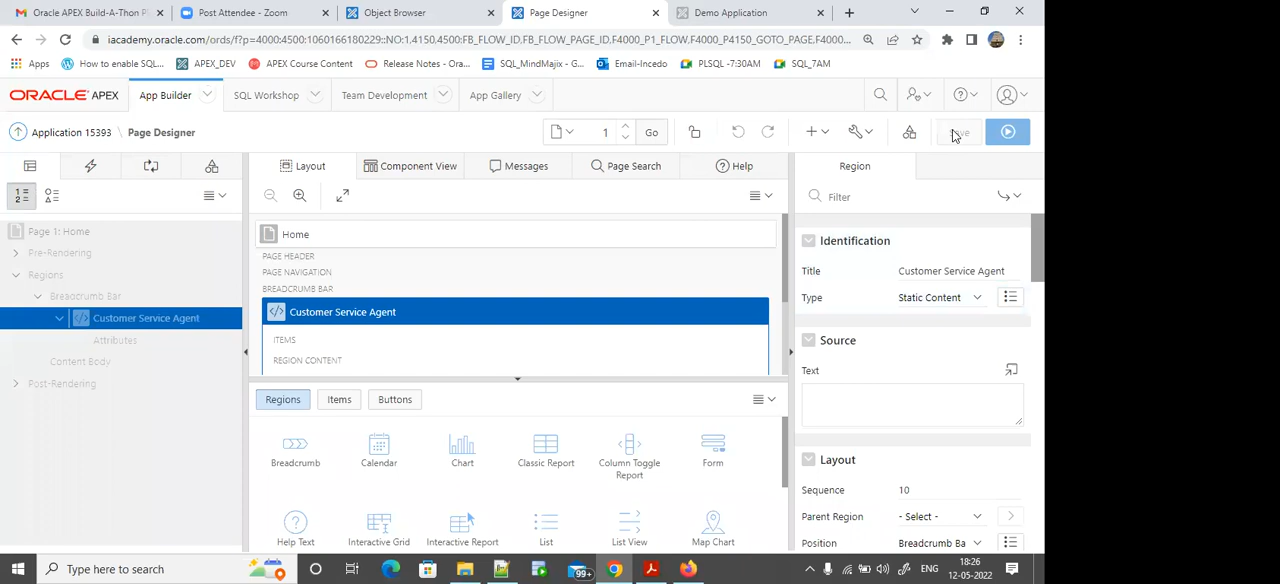 Oracle APEX Build-A-Thon P
Post Attendee - Zoom
Object Browser
Page Designer
Demo Application
iacademy.oracle.com/ords/f?p=4000:4500:1060166180229::NO:1,4150,4500:FB_FLOW_ID,FB_FLOW_PAGE_ID,F4000_P1_FLOW,F4000_P4150_GOTO_PAGE,F4000...
Apps
How to enable SQL...
APEX_DEV
APEX Course Content
Release Notes - Ora...
SQL_MindMajix - G...
Email-Incedo
PLSQL -7:30AM
SQL_7AM
ORACLE APEX
App Builder
SQL Workshop
Team Development
App Gallery
Application 15393 \ Page Designer
1
Go
Save
Layout
Component View
Messages
Page Search
Help
Region
Filter
Page 1: Home
Pre-Rendering
Regions
Breadcrumb Bar
Customer Service Agent
Attributes
Content Body
Post-Rendering
Home
PAGE HEADER
PAGE NAVIGATION
BREADCRUMB BAR
Customer Service Agent
ITEMS
REGION CONTENT
Regions
Items
Buttons
Breadcrumb
Calendar
Chart
Classic Report
Column Toggle
Report
Form
Help Text
Interactive Grid
Interactive Report
List
List View
Map Chart
Identification
Title
Customer Service Agent
Type
Static Content
Source
Text
Layout
Sequence
10
Parent Region
- Select -
Position
Breadcrumb Ba
Type here to search
99+
ENG
18:26
12-05-2022